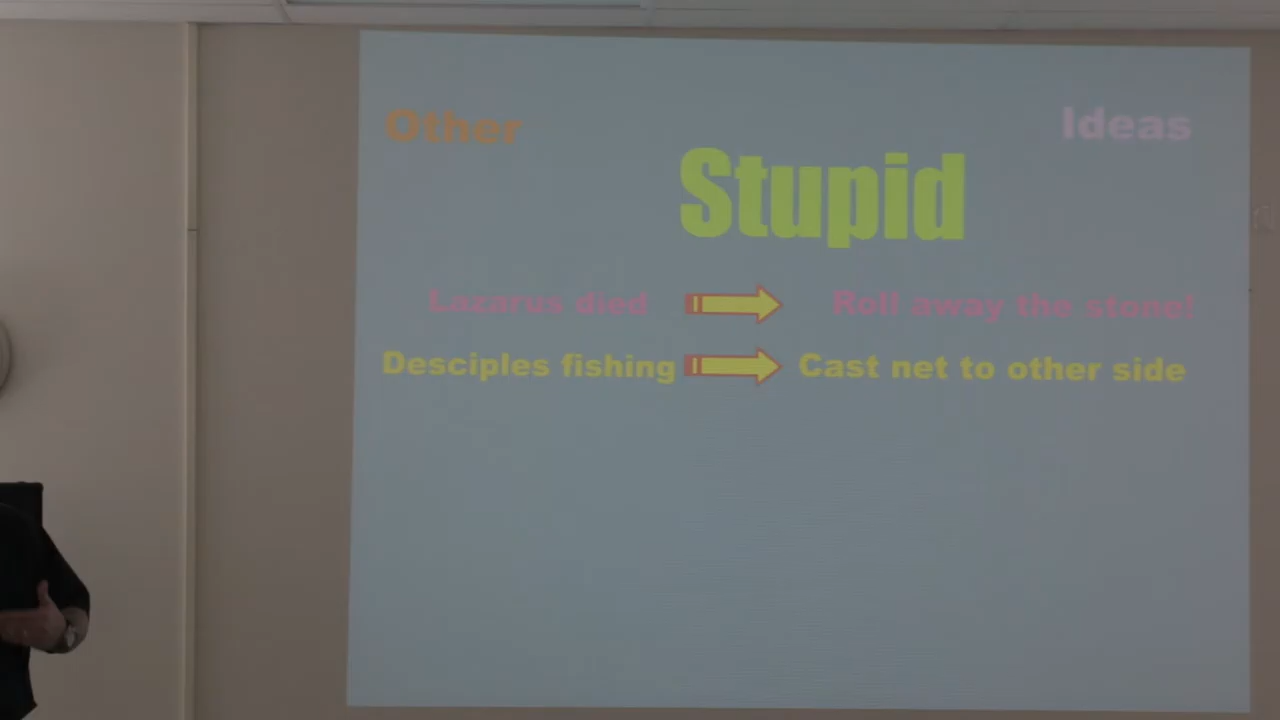 Other Ideas
Stupid
Lazarus died Roll away the stone!
Desciples fishing Cast net to other side